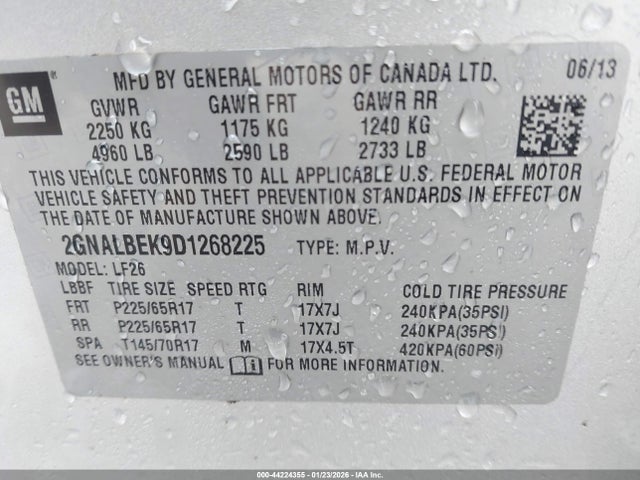 GM ®
MFD BY GENERAL MOTORS OF CANADA LTD. 06/13
GVWR GAWR FRT GAWR RR
2250 KG 1175 KG 1240 KG
4960 LB 2590 LB 2733 LB
THIS VEHICLE CONFORMS TO ALL APPLICABLE U.S. FEDERAL MOTOR
VEHICLE SAFETY AND THEFT PREVENTION STANDARDS IN EFFECT ON
THE DATE OF MANUFACTURE SHOWN ABOVE.
2GNALBEK9D1268225 TYPE: M.P.V.
MODEL: LF26
LBBF TIRE SIZE SPEED RTG RIM COLD TIRE PRESSURE
FRT P225/65R17 T 17X7J 240KPA(35PSI)
RR P225/65R17 T 17X7J 240KPA(35PSI)
SPA T145/70R17 M 17X4.5T 420KPA(60PSI)
SEE OWNER'S MANUAL FOR MORE INFORMATION.
000-44224355 - 01/23/2026 - IAA Inc.